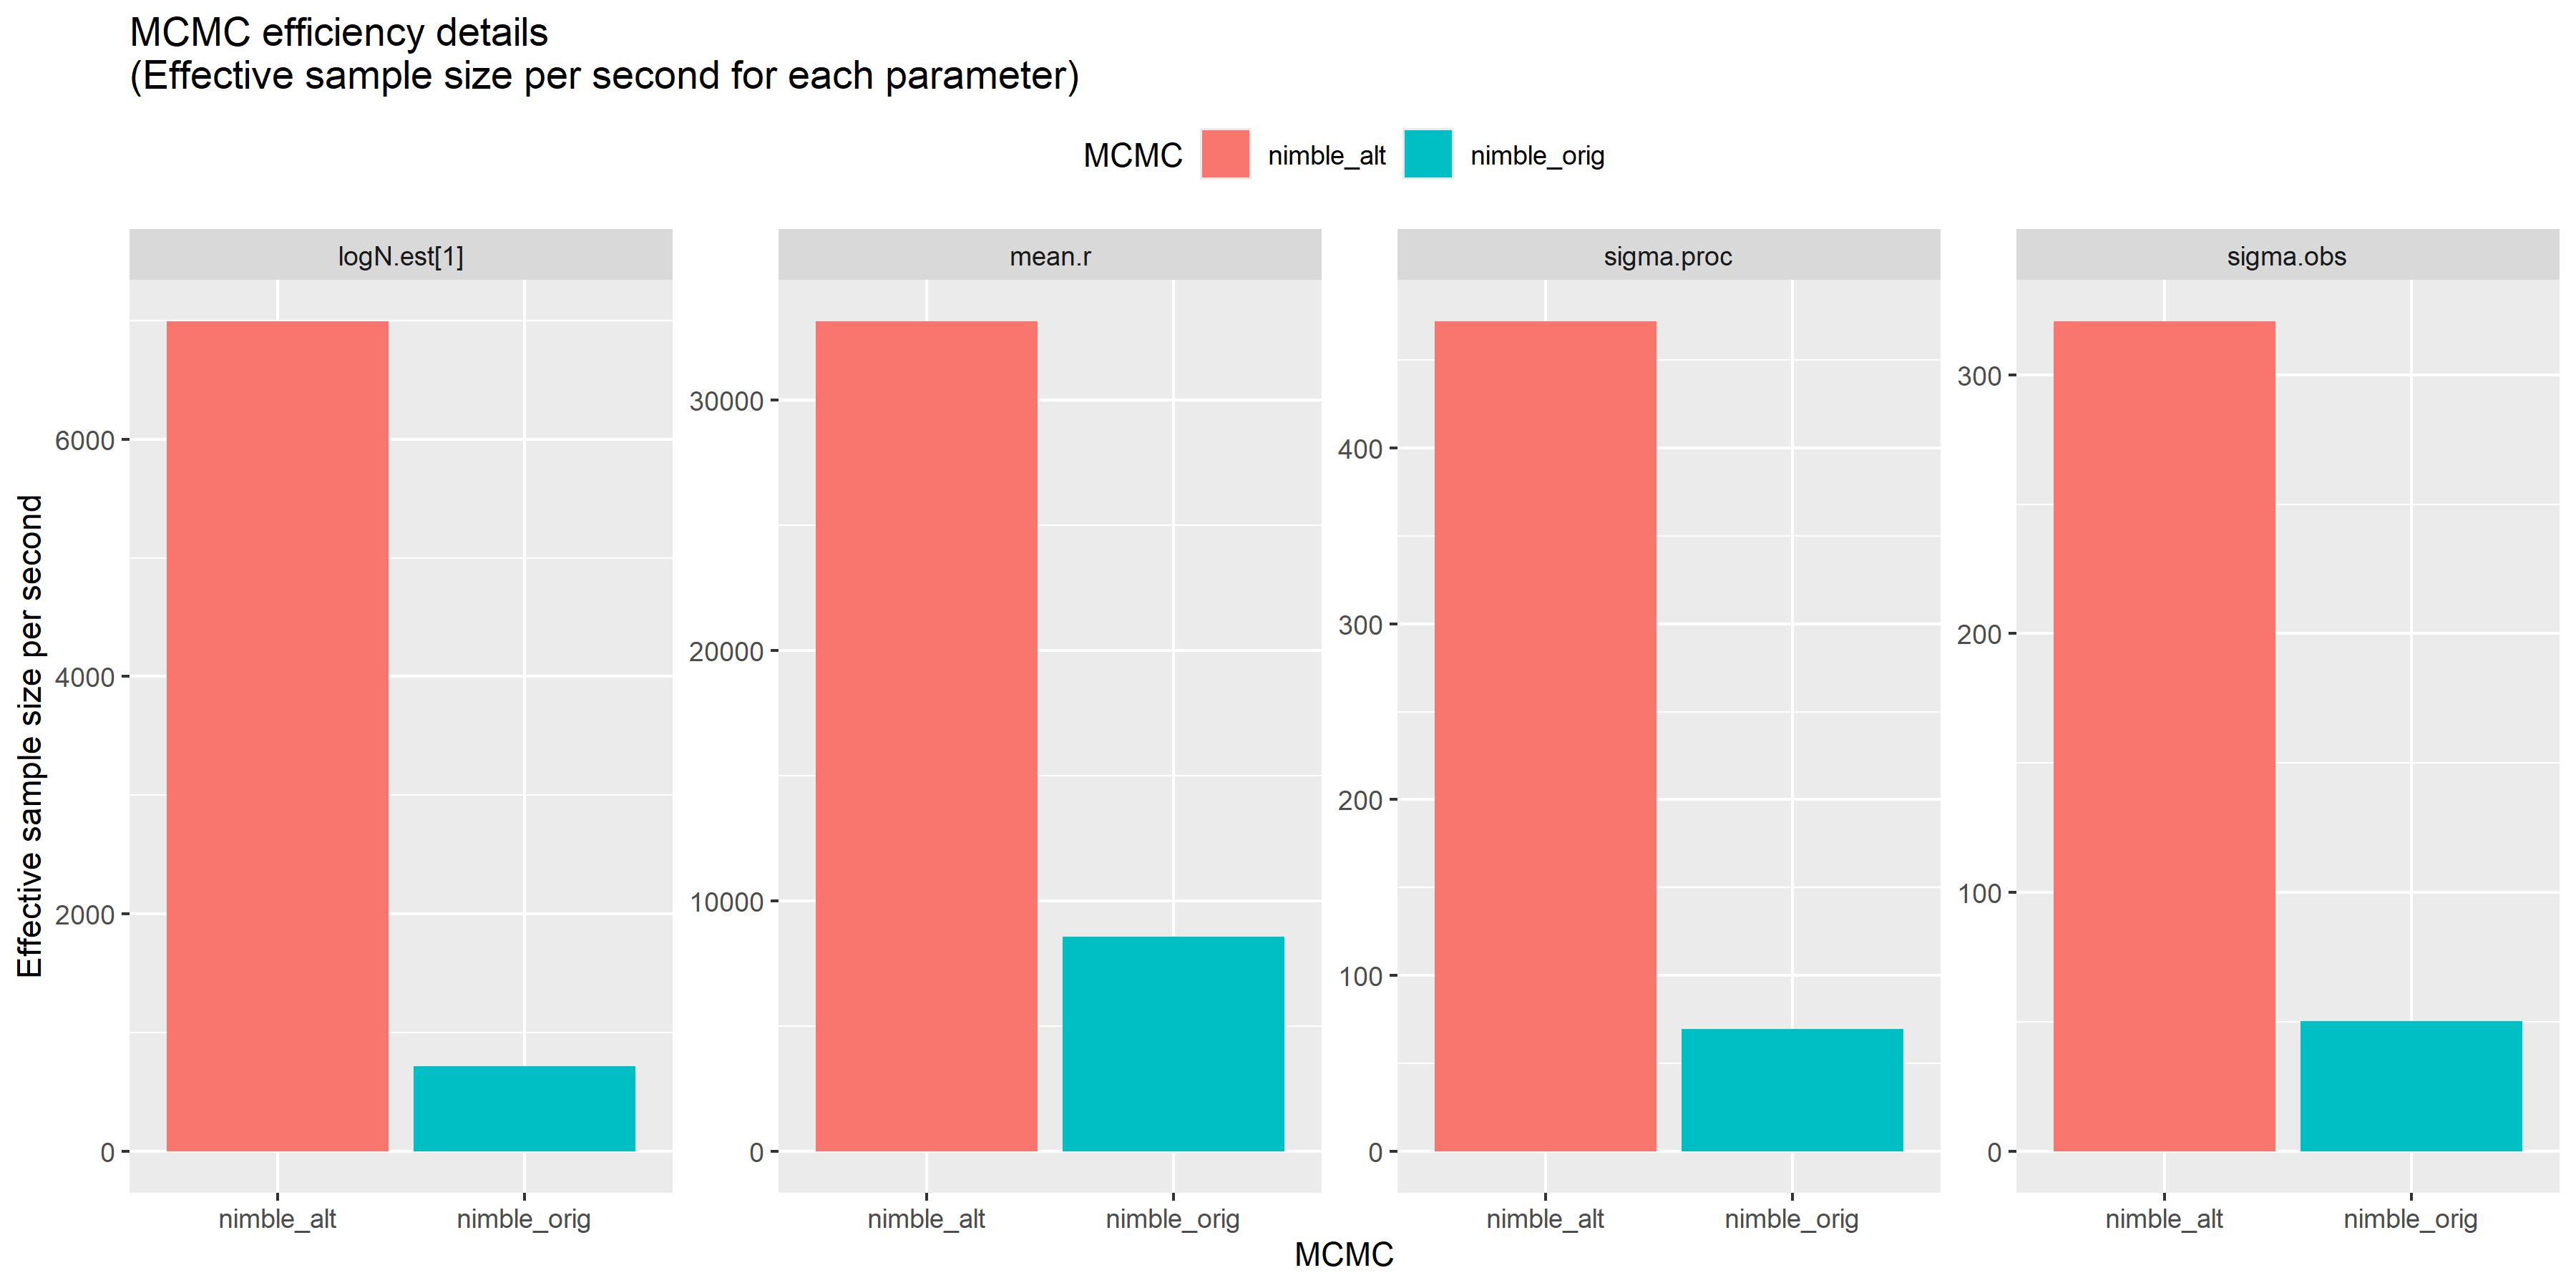 MCMC efficiency details
(Effective sample size per second for each parameter)
MCMC nimble_alt nimble_orig
logN.est[1] mean.r sigma.proc sigma.obs
Effective sample size per second
6000
4000
2000
0
30000
20000
10000
0
400
300
200
100
0
300
200
100
0
nimble_alt nimble_orig nimble_alt nimble_orig nimble_alt nimble_orig nimble_alt nimble_orig
MCMC